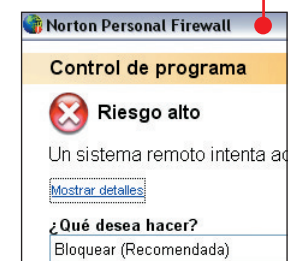 Norton Personal Firewall
Control de programa
Riesgo alto
Un sistema remoto intenta
Mostrar detalles
¿Qué desea hacer?
Bloquear (Recomendada)